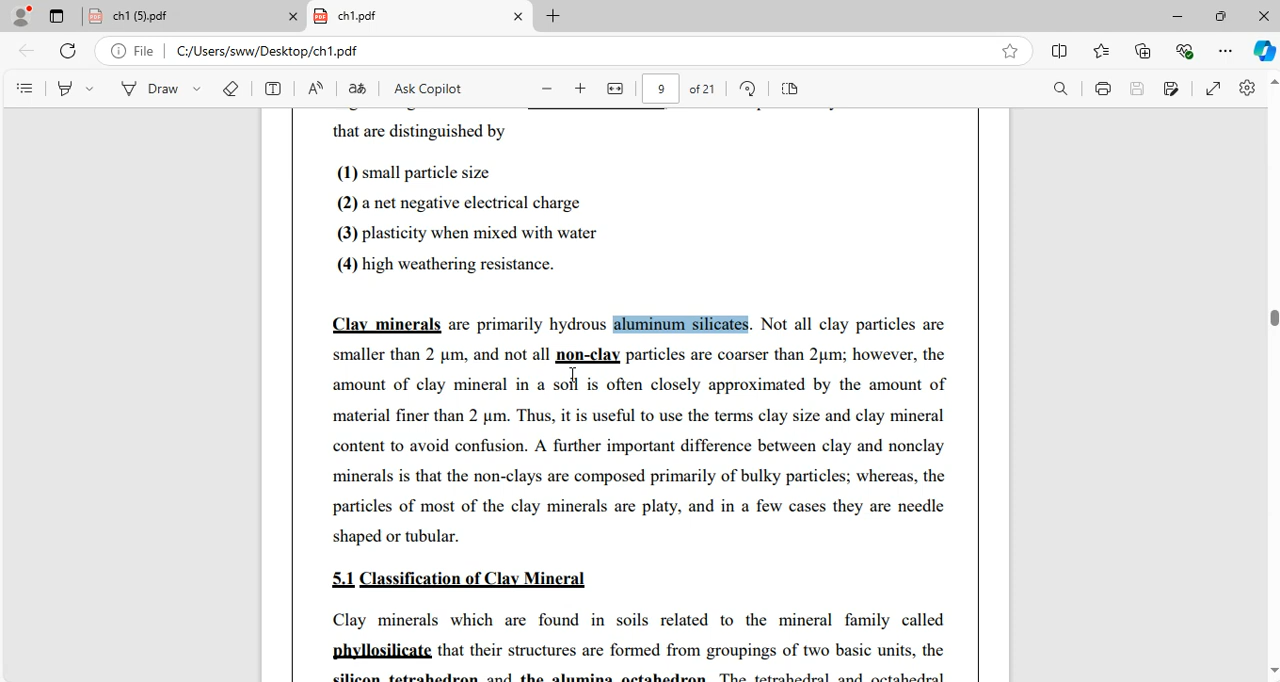 ch1 (5).pdf
ch1.pdf
File
C:/Users/sww/Desktop/ch1.pdf
Draw
Ask Copilot
9 of 21
that are distinguished by
(1) small particle size
(2) a net negative electrical charge
(3) plasticity when mixed with water
(4) high weathering resistance.
Clay minerals are primarily hydrous aluminum silicates. Not all clay particles are
smaller than 2 µm, and not all non-clay particles are coarser than 2µm; however, the
amount of clay mineral in a soil is often closely approximated by the amount of
material finer than 2 µm. Thus, it is useful to use the terms clay size and clay mineral
content to avoid confusion. A further important difference between clay and nonclay
minerals is that the non-clays are composed primarily of bulky particles; whereas, the
particles of most of the clay minerals are platy, and in a few cases they are needle
shaped or tubular.
5.1 Classification of Clay Mineral
Clay minerals which are found in soils related to the mineral family called
phyllosilicate that their structures are formed from groupings of two basic units, the
silicon tetrahedron and the alumina octahedron. The tetrahedral and octahedral